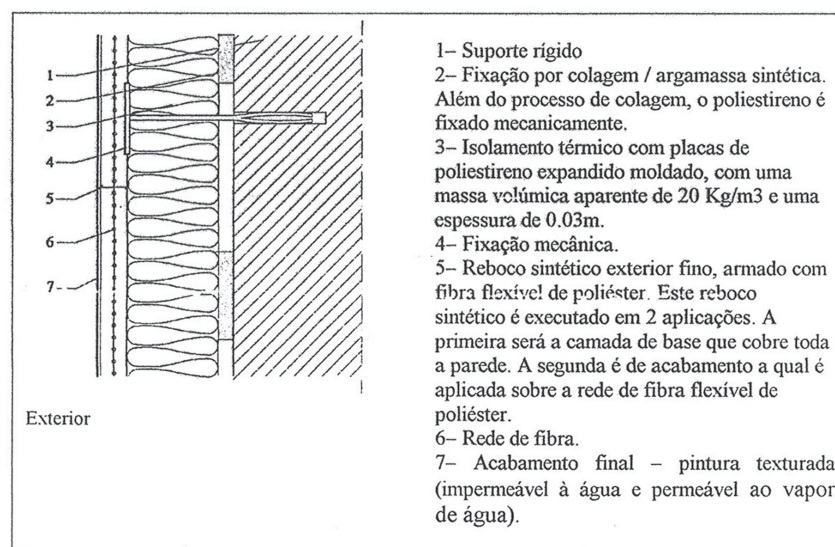 1
2
3
4
5
6
7
Exterior
1– Suporte rígido
2– Fixação por colagem / argamassa sintética.
Além do processo de colagem, o poliestireno é
fixado mecanicamente.
3– Isolamento térmico com placas de
poliestireno expandido moldado, com uma
massa volúmica aparente de 20 Kg/m3 e uma
espessura de 0.03m.
4– Fixação mecânica.
5– Reboco sintético exterior fino, armado com
fibra flexível de poliéster. Este reboco
sintético é executado em 2 aplicações. A
primeira será a camada de base que cobre toda
a parede. A segunda é de acabamento a qual é
aplicada sobre a rede de fibra flexível de
poliéster.
6– Rede de fibra.
7– Acabamento final – pintura texturada
(impermeável à água e permeável ao vapor
de água).